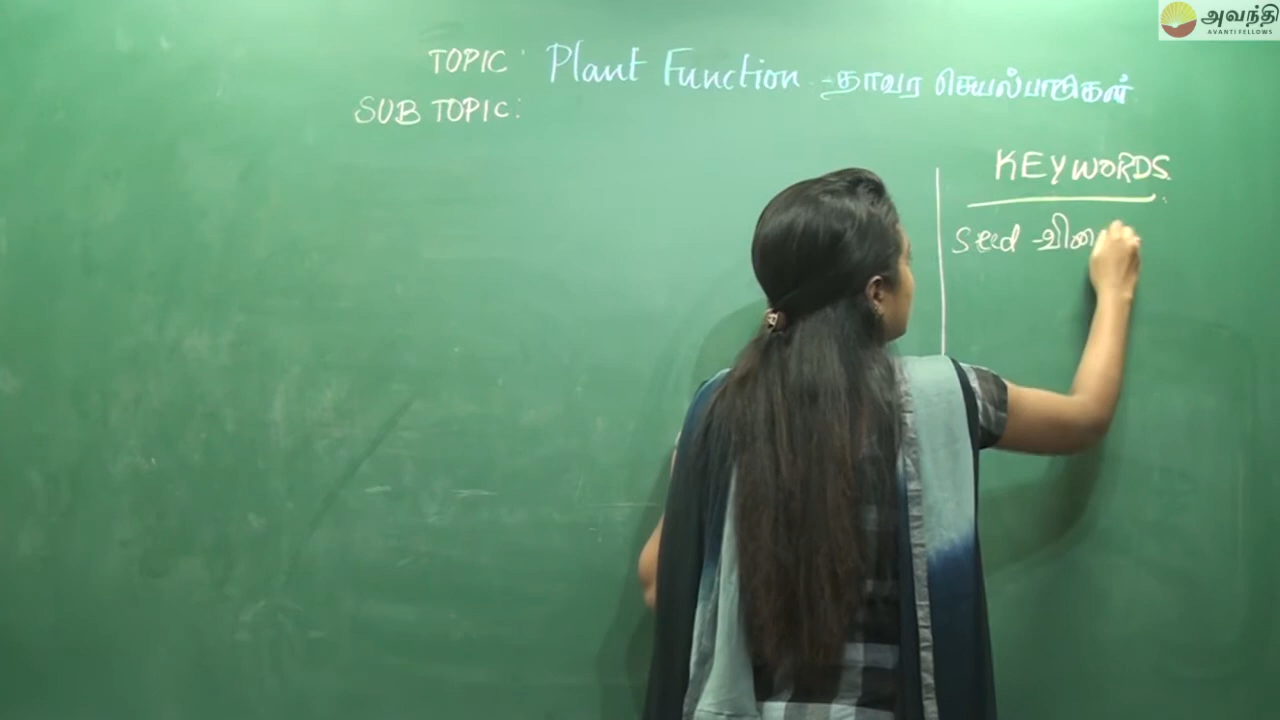 அவந்தி
AVANTI FELLOWS
TOPIC : Plant Function - தாவர செயல்பாடுகள்
SUB TOPIC :
KEYWORDS
Seed - வி